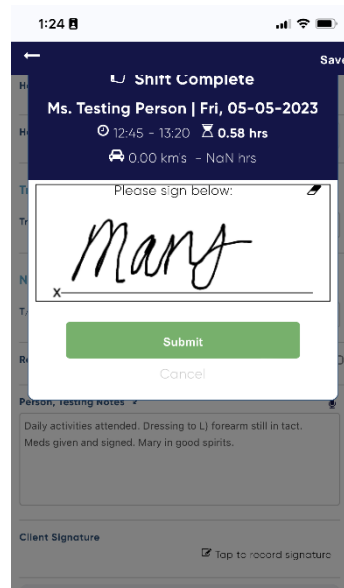 1:24
Save
Shift Complete
Ms. Testing Person | Fri, 05-05-2023
12:45 - 13:20 0.58 hrs
0.00 kms - NaN hrs
Please sign below:
x
Submit
Cancel
Person, Testing Notes
Daily activities attended. Dressing to L) forearm still in tact.
Meds given and signed. Mary in good spirits.
Client Signature
Tap to record signature